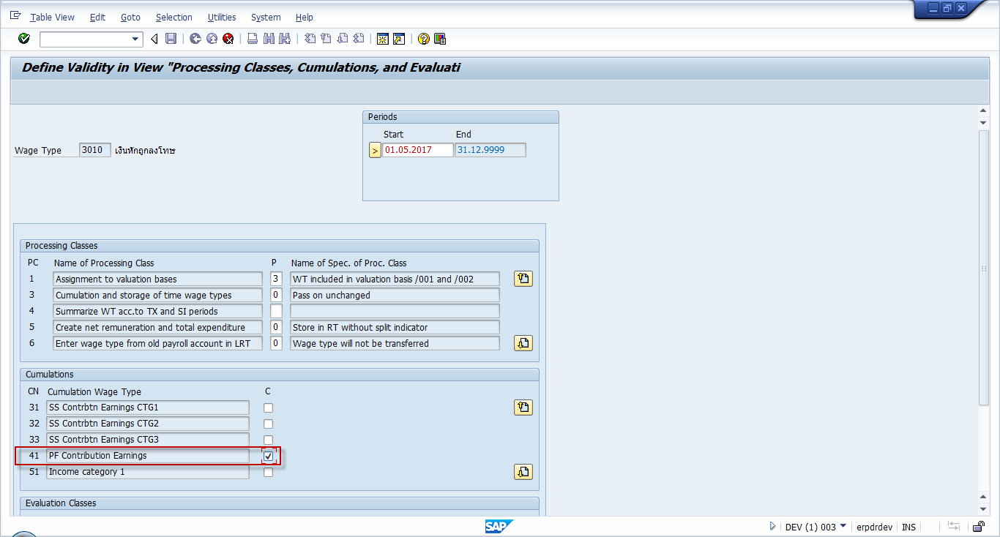 Table View Edit Goto Selection Utilities System Help
Define Validity in View "Processing Classes, Cumulations, and Evaluati
Periods
Start End
Wage Type 3010 เงินหักถูกลงโทษ > 01.05.2017 31.12.9999
Processing Classes
PC Name of Processing Class P Name of Spec. of Proc. Class
1 Assignment to valuation bases 3 WT included in valuation basis /001 and /002
3 Cumulation and storage of time wage types 0 Pass on unchanged
4 Summarize WT acc.to TX and SI periods
5 Create net remuneration and total expenditure 0 Store in RT without split indicator
6 Enter wage type from old payroll account in LRT 0 Wage type will not be transferred
Cumulations
CN Cumulation Wage Type C
31 SS Contrbtn Earnings CTG1
32 SS Contrbtn Earnings CTG2
33 SS Contrbtn Earnings CTG3
41 PF Contribution Earnings
51 Income category 1
Evaluation Classes
SAP DEV (1) 003 erpdrdev INS